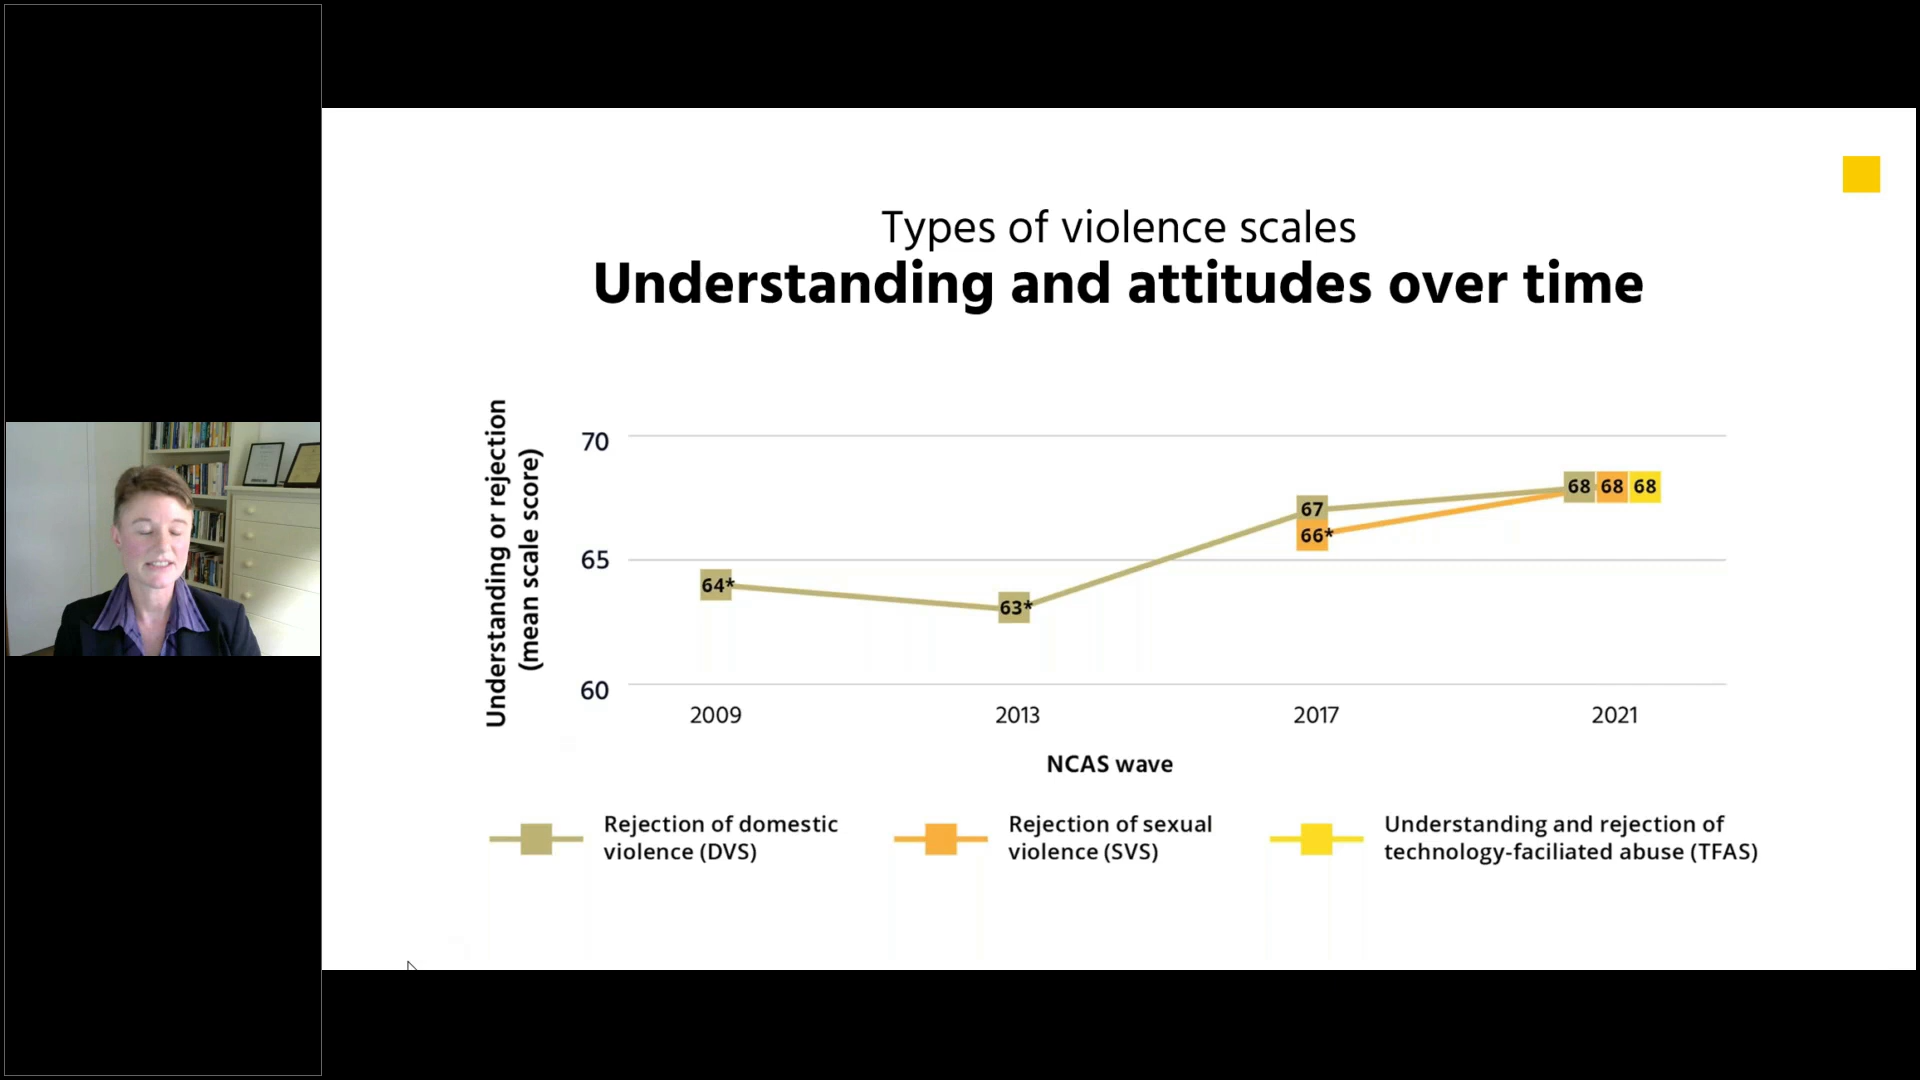 Types of violence scales
Understanding and attitudes over time
Understanding or rejection
(mean scale score)
70
65
60
64*
63*
67
66*
68 68 68
2009 2013 2017 2021
NCAS wave
Rejection of domestic
violence (DVS)
Rejection of sexual
violence (SVS)
Understanding and rejection of
technology-faciliated abuse (TFAS)